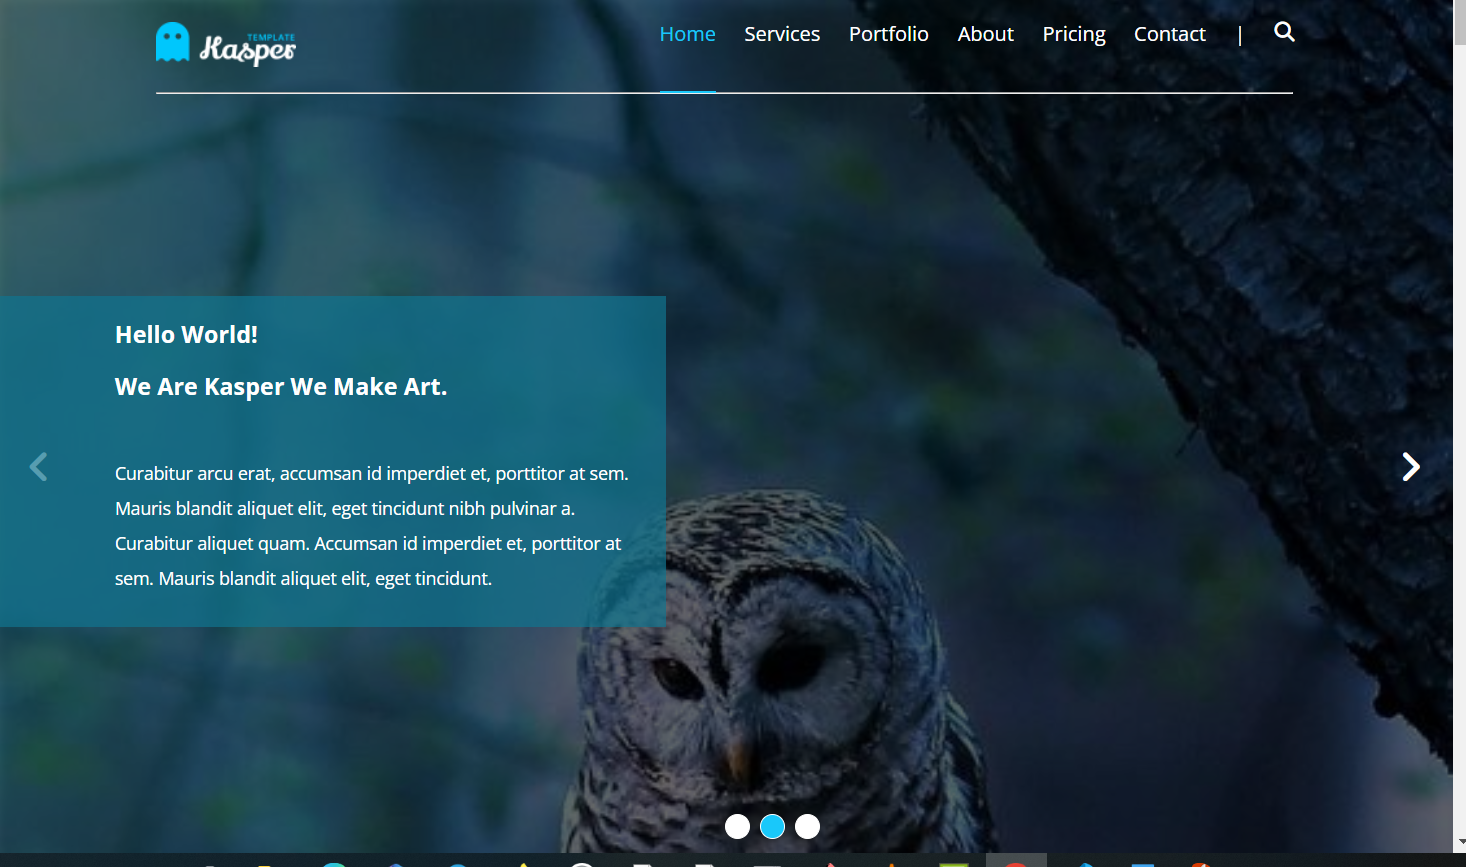 TEMPLATE
Kasper
Home Services Portfolio About Pricing Contact |
Hello World!
We Are Kasper We Make Art.
Curabitur arcu erat, accumsan id imperdiet et, porttitor at sem.
Mauris blandit aliquet elit, eget tincidunt nibh pulvinar a.
Curabitur aliquet quam. Accumsan id imperdiet et, porttitor at
sem. Mauris blandit aliquet elit, eget tincidunt.